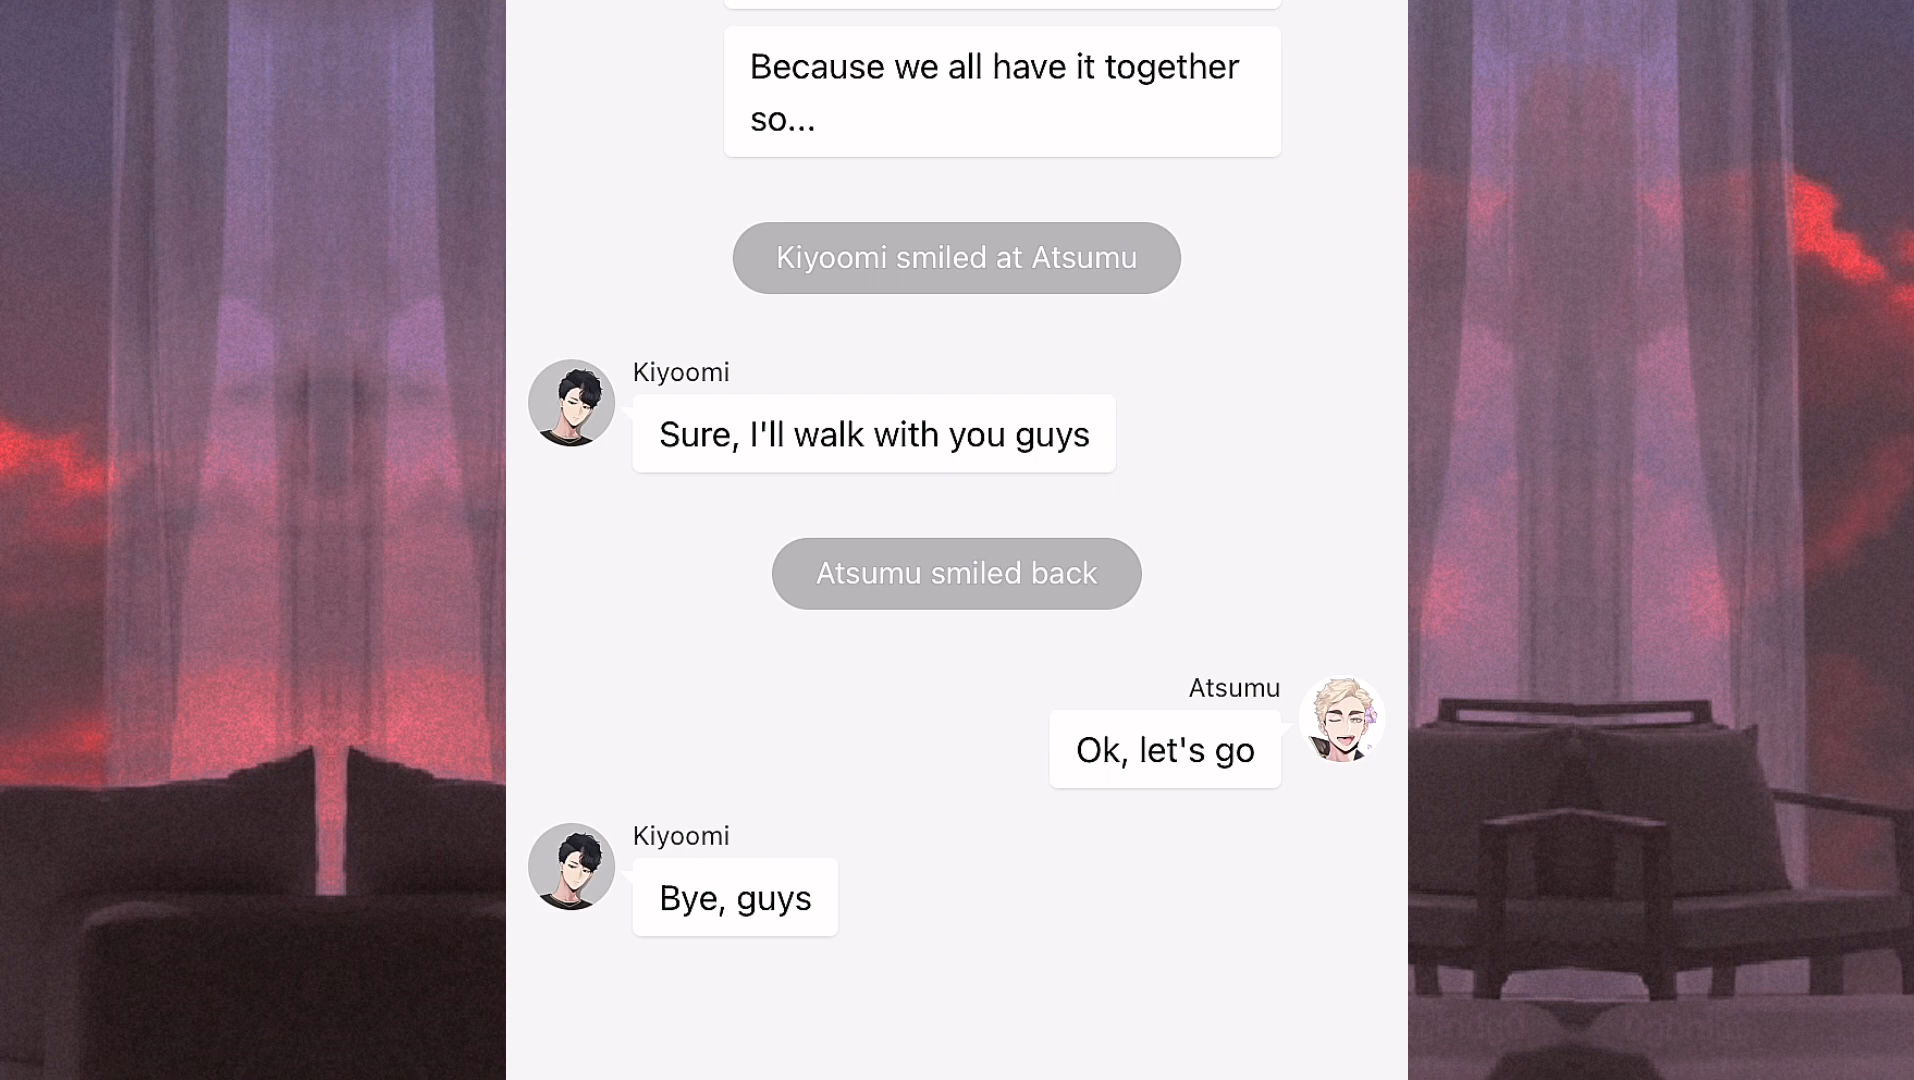 Because we all have it together
so...
Kiyoomi smiled at Atsumu
Kiyoomi
Sure, I'll walk with you guys
Atsumu smiled back
Atsumu
Ok, let's go
Kiyoomi
Bye, guys